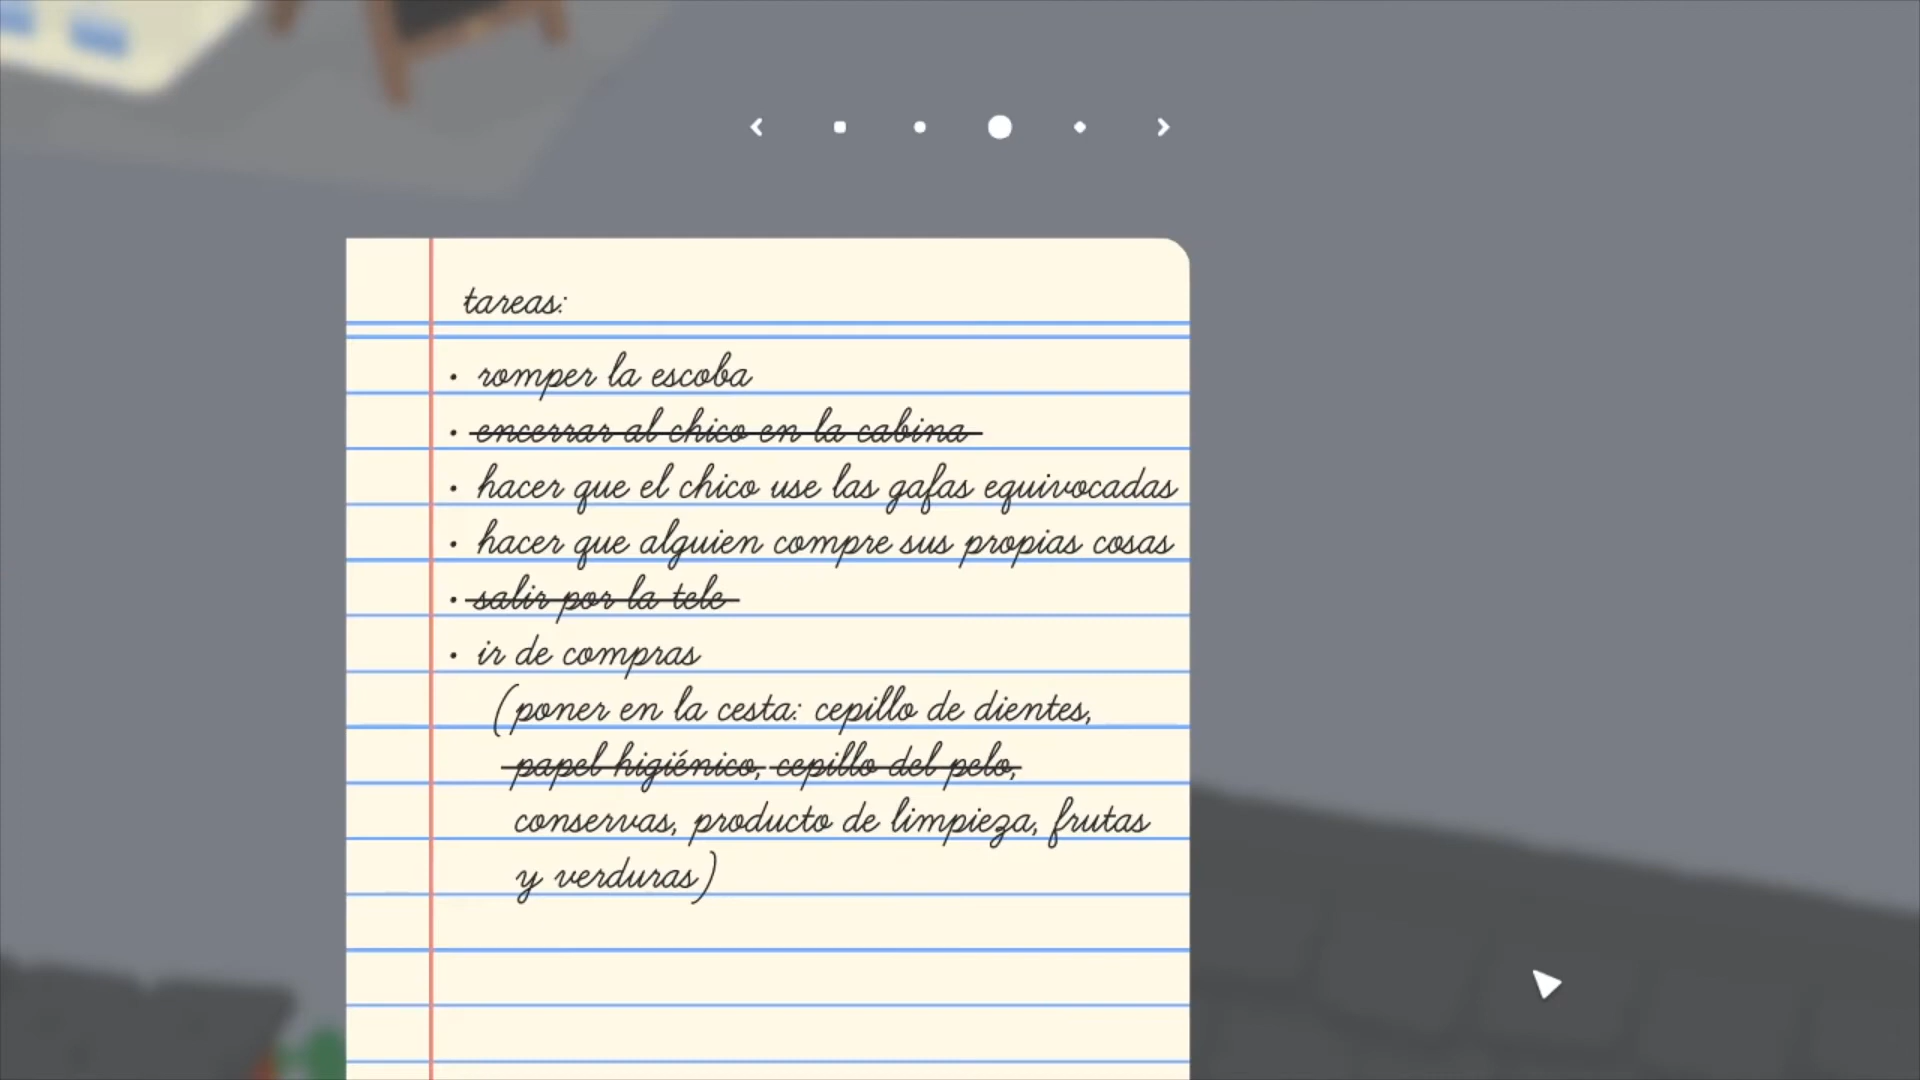 tareas:
• romper la escoba
• encerrar al chico en la cabina
• hacer que el chico use las gafas equivocadas
• hacer que alguien compre sus propias cosas
• salir por la tele
• ir de compras
(poner en la cesta: cepillo de dientes,
papel higiénico, cepillo del pelo,
conservas, producto de limpieza, frutas
y verduras)